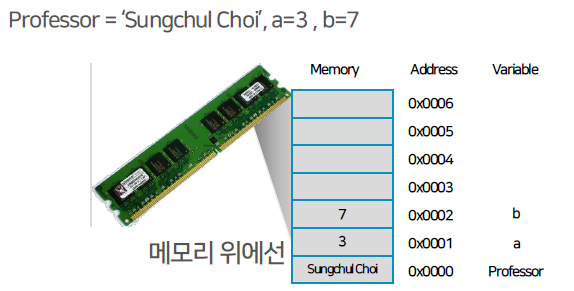 Professor = ‘Sungchul Choi’, a=3 , b=7
Memory Address Variable
0x0006
0x0005
0x0004
0x0003
7 0x0002 b
3 0x0001 a
메모리 위에선
Sungchul Choi 0x0000 Professor